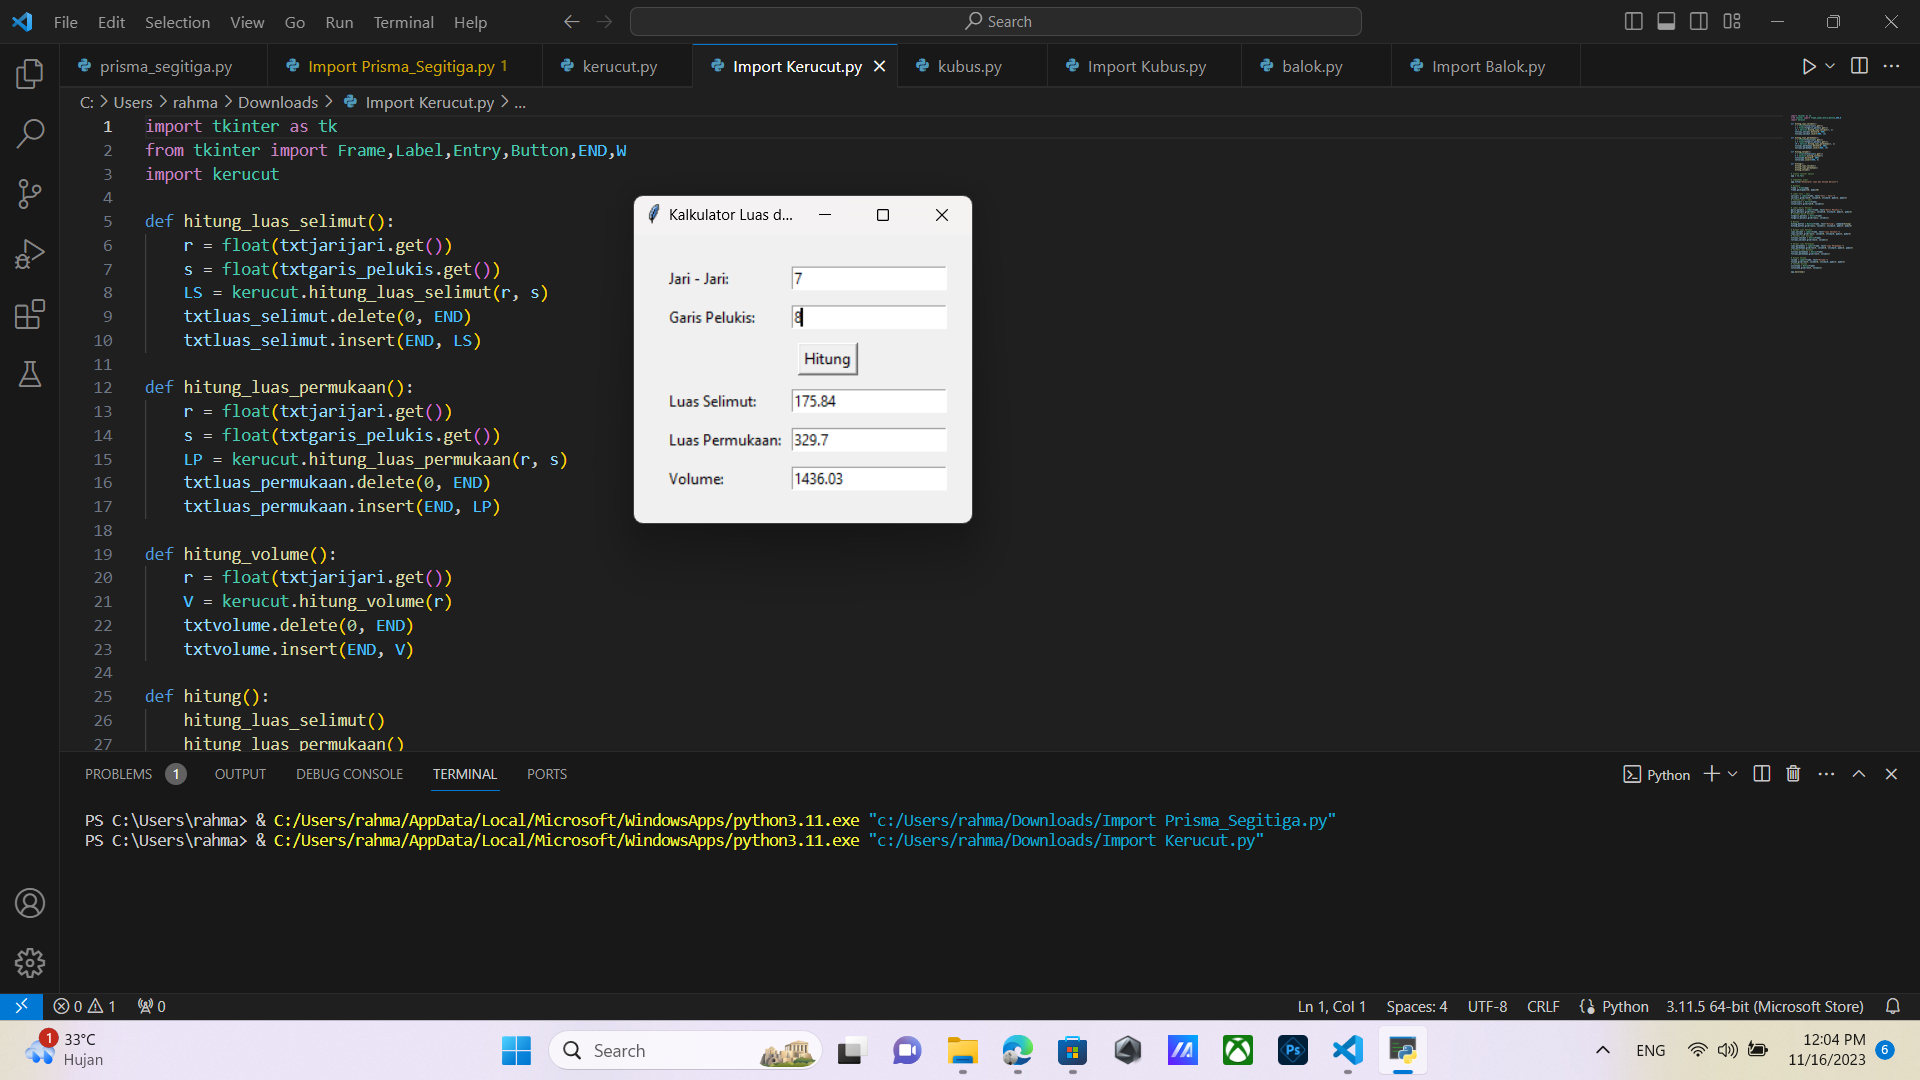 File Edit Selection View Go Run Terminal Help
Search
prisma_segitiga.py
Import Prisma_Segitiga.py 1
kerucut.py
Import Kerucut.py
kubus.py
Import Kubus.py
balok.py
Import Balok.py
C: > Users > rahma > Downloads > Import Kerucut.py > ...
1 import tkinter as tk
2 from tkinter import Frame,Label,Entry,Button,END,W
3 import kerucut
4
5 def hitung_luas_selimut():
6 r = float(txtjarijari.get())
7 s = float(txtgaris_pelukis.get())
8 LS = kerucut.hitung_luas_selimut(r, s)
9 txtluas_selimut.delete(0, END)
10 txtluas_selimut.insert(END, LS)
11
12 def hitung_luas_permukaan():
13 r = float(txtjarijari.get())
14 s = float(txtgaris_pelukis.get())
15 LP = kerucut.hitung_luas_permukaan(r, s)
16 txtluas_permukaan.delete(0, END)
17 txtluas_permukaan.insert(END, LP)
18
19 def hitung_volume():
20 r = float(txtjarijari.get())
21 V = kerucut.hitung_volume(r)
22 txtvolume.delete(0, END)
23 txtvolume.insert(END, V)
24
25 def hitung():
26 hitung_luas_selimut()
27 hitung_luas_permukaan()
Kalkulator Luas d...
Jari - Jari: 7
Garis Pelukis: 8
Hitung
Luas Selimut: 175.84
Luas Permukaan: 329.7
Volume: 1436.03
PROBLEMS 1 OUTPUT DEBUG CONSOLE TERMINAL PORTS
Python
PS C:\Users\rahma> & C:/Users/rahma/AppData/Local/Microsoft/WindowsApps/python3.11.exe "c:/Users/rahma/Downloads/Import Prisma_Segitiga.py"
PS C:\Users\rahma> & C:/Users/rahma/AppData/Local/Microsoft/WindowsApps/python3.11.exe "c:/Users/rahma/Downloads/Import Kerucut.py"
0 1 0
Ln 1, Col 1 Spaces: 4 UTF-8 CRLF Python 3.11.5 64-bit (Microsoft Store)
1
33°C
Hujan
Search
Ps
ENG
12:04 PM
11/16/2023
6